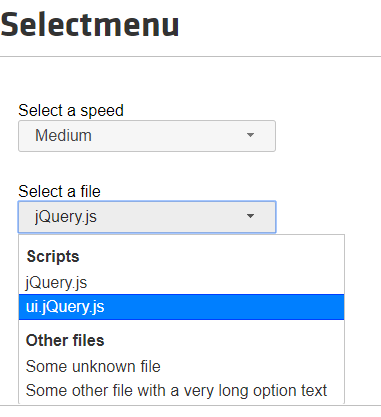 Selectmenu
Select a speed
Medium
Select a file
jQuery.js
Scripts
jQuery.js
ui.jQuery.js
Other files
Some unknown file
Some other file with a very long option text